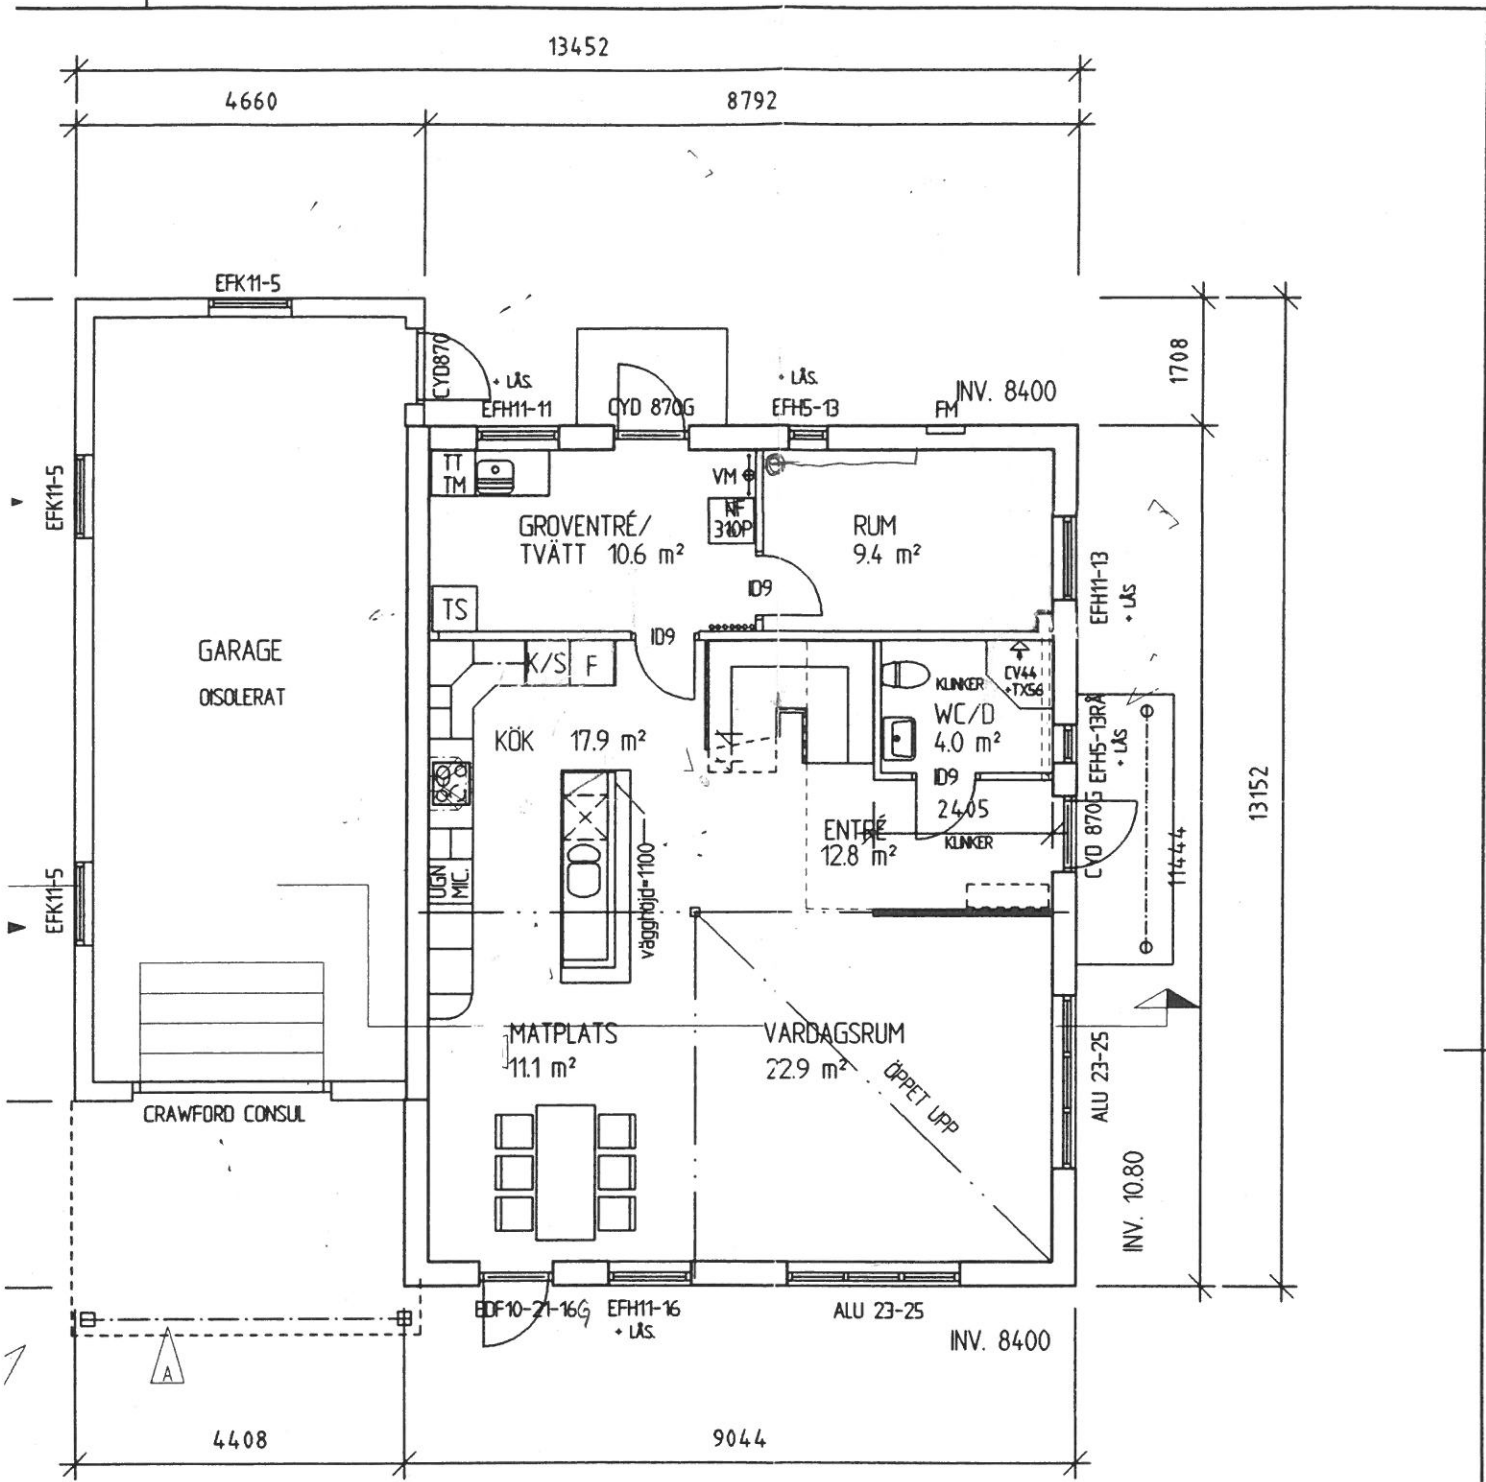 13452
4660
8792
EFK11-5
CYD870
+ LÅS.
EFH11-11
CYD 870G
+ LÅS.
EFH5-13
INV. 8400
FM
1708
EFK11-5
TT
TM
VM
NF
310P
GROVENTRÉ/
TVÄTT 10.6 m²
RUM
9.4 m²
ID9
TS
ID9
EFH11-13
+ LÅS
GARAGE
OISOLERAT
K/S
F
KLINKER
CV44
+TX56
WC/D
4.0 m²
KÖK 17.9 m²
EFH5-13RÅ
+ LÅS
ID9
2405
KLINKER
ENTRÉ
12.8 m²
CYD 870G
11444
13152
UGN
MIC.
vägghöjd=1100
EFK11-5
MATPLATS
11.1 m²
VARDAGSRUM
22.9 m²
ÖPPET UPP
ALU 23-25
CRAWFORD CONSUL
INV. 10.80
EDF10-21-16G
EFH11-16
+ LÅS.
ALU 23-25
INV. 8400
A
4408
9044